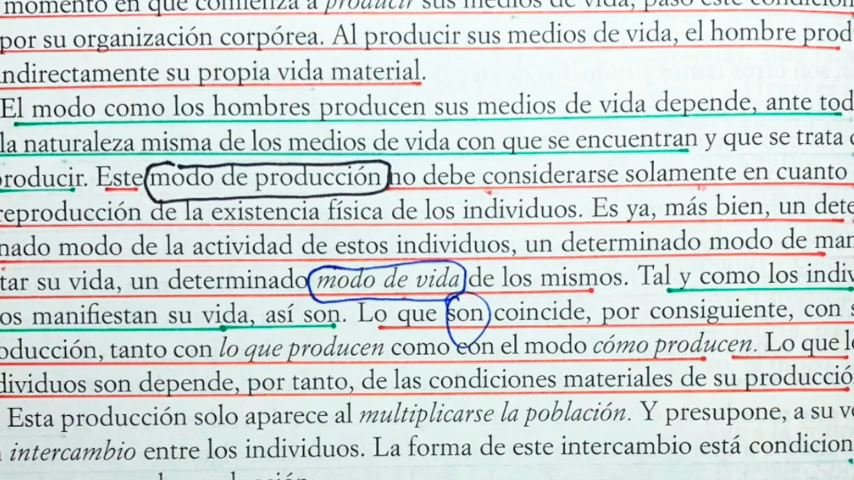 momento en que comienza a producir sus medios de vida, paso este condicion
por su organización corpórea. Al producir sus medios de vida, el hombre prod
indirectamente su propia vida material.
El modo como los hombres producen sus medios de vida depende, ante tod
la naturaleza misma de los medios de vida con que se encuentran y que se trata
producir. Este modo de producción no debe considerarse solamente en cuanto
reproducción de la existencia física de los individuos. Es ya, más bien, un dete
nado modo de la actividad de estos individuos, un determinado modo de man
tar su vida, un determinado modo de vida de los mismos. Tal y como los indiv
os manifiestan su vida, así son. Lo que son coincide, por consiguiente, con s
oducción, tanto con lo que producen como con el modo cómo producen. Lo que l
dividuos son depende, por tanto, de las condiciones materiales de su producció
Esta producción solo aparece al multiplicarse la población. Y presupone, a su v
intercambio entre los individuos. La forma de este intercambio está condicion